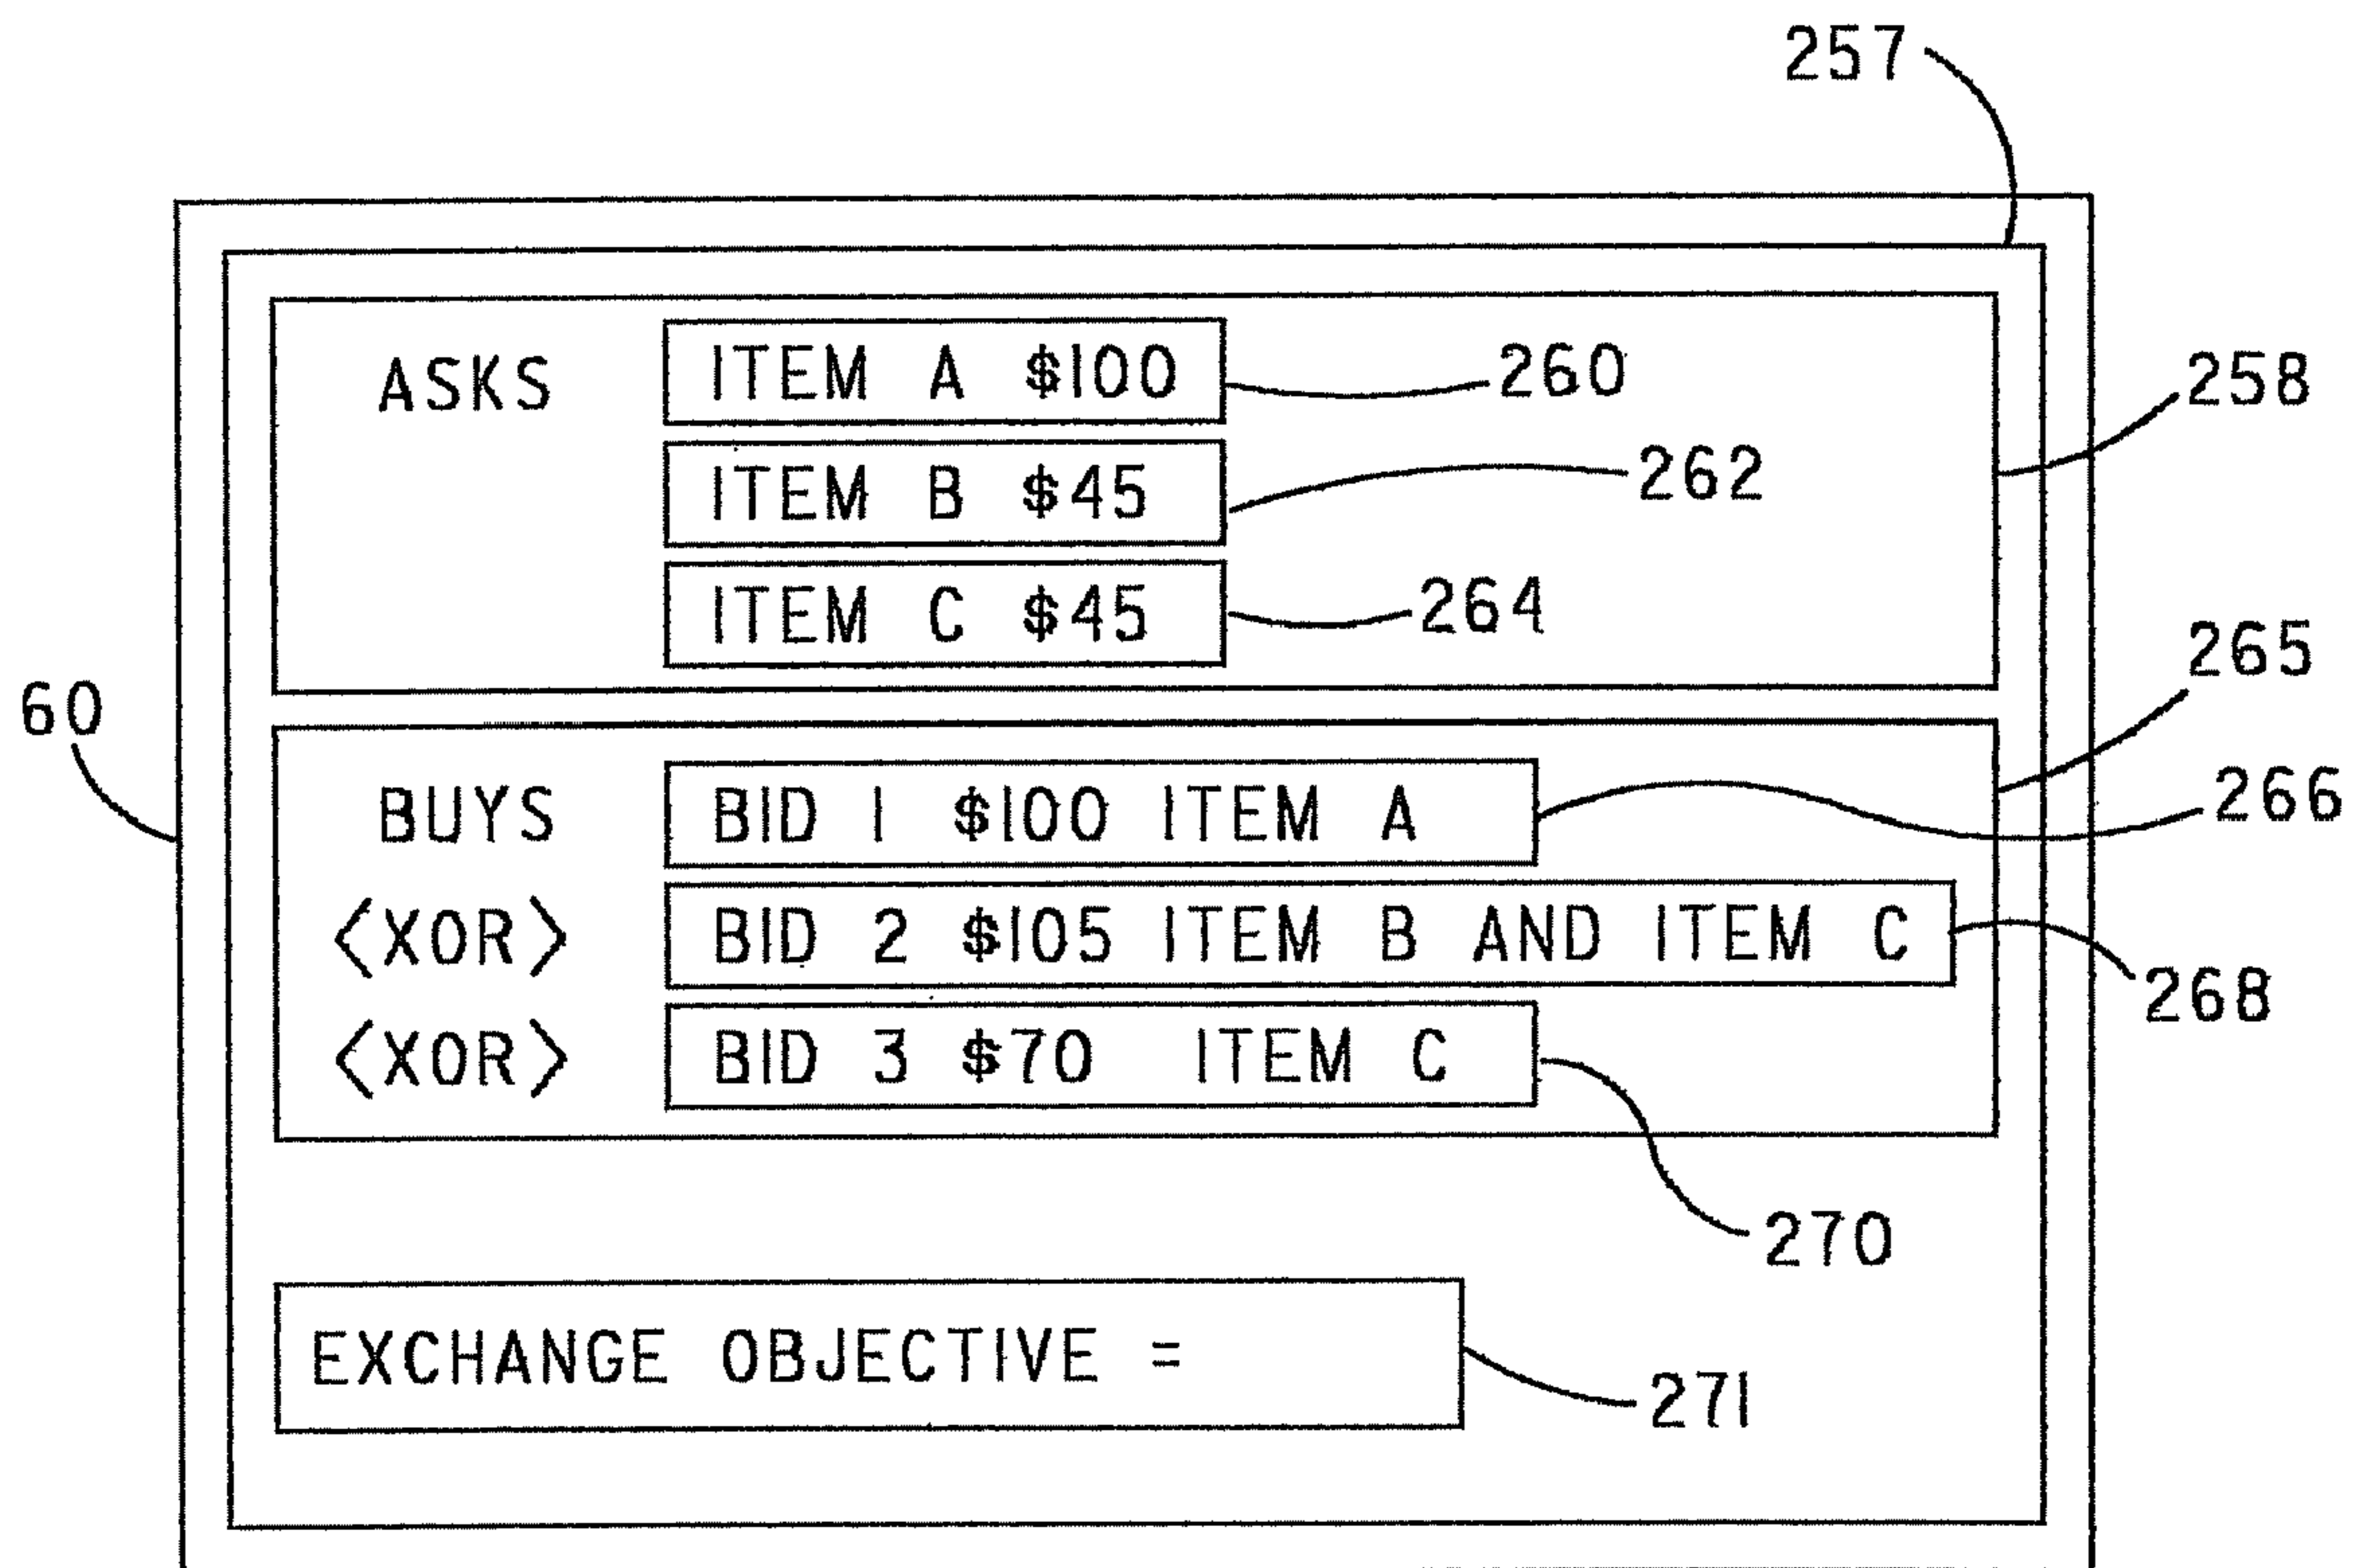 257
ASKS ITEM A $100 260
258
ITEM B $45 262
ITEM C $45 264
265
60
BUYS BID 1 $100 ITEM A 266
<XOR> BID 2 $105 ITEM B AND ITEM C
268
<XOR> BID 3 $70 ITEM C
270
EXCHANGE OBJECTIVE =
271